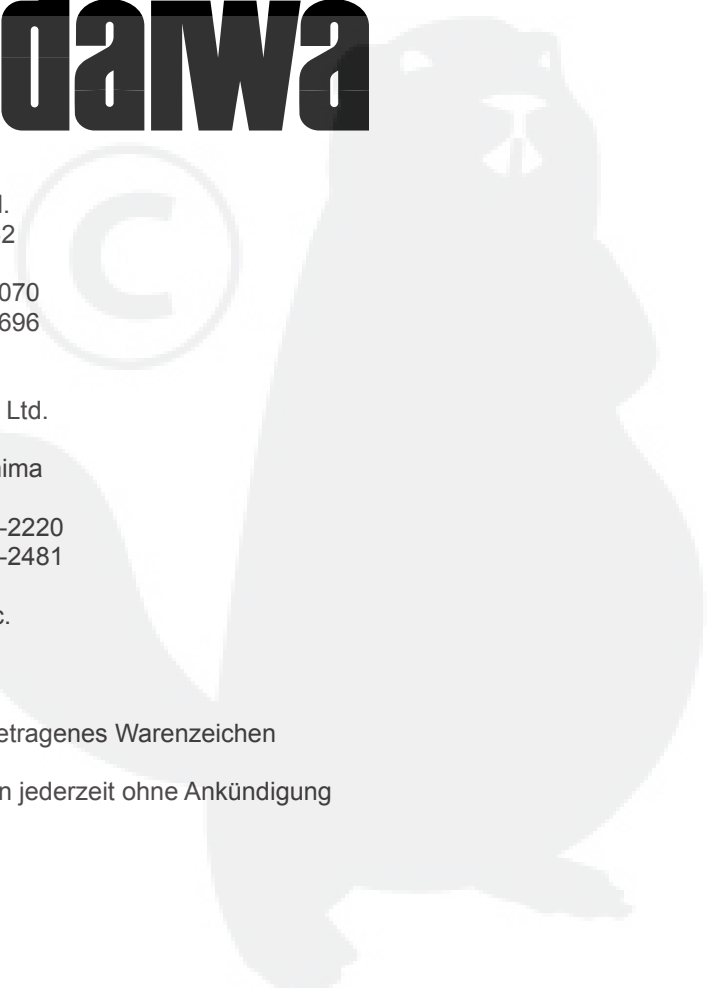 daiwa
l.
2
070
696
Ltd.
ima
-2220
-2481
c.
etragenes Warenzeichen
n jederzeit ohne Ankündigung
©